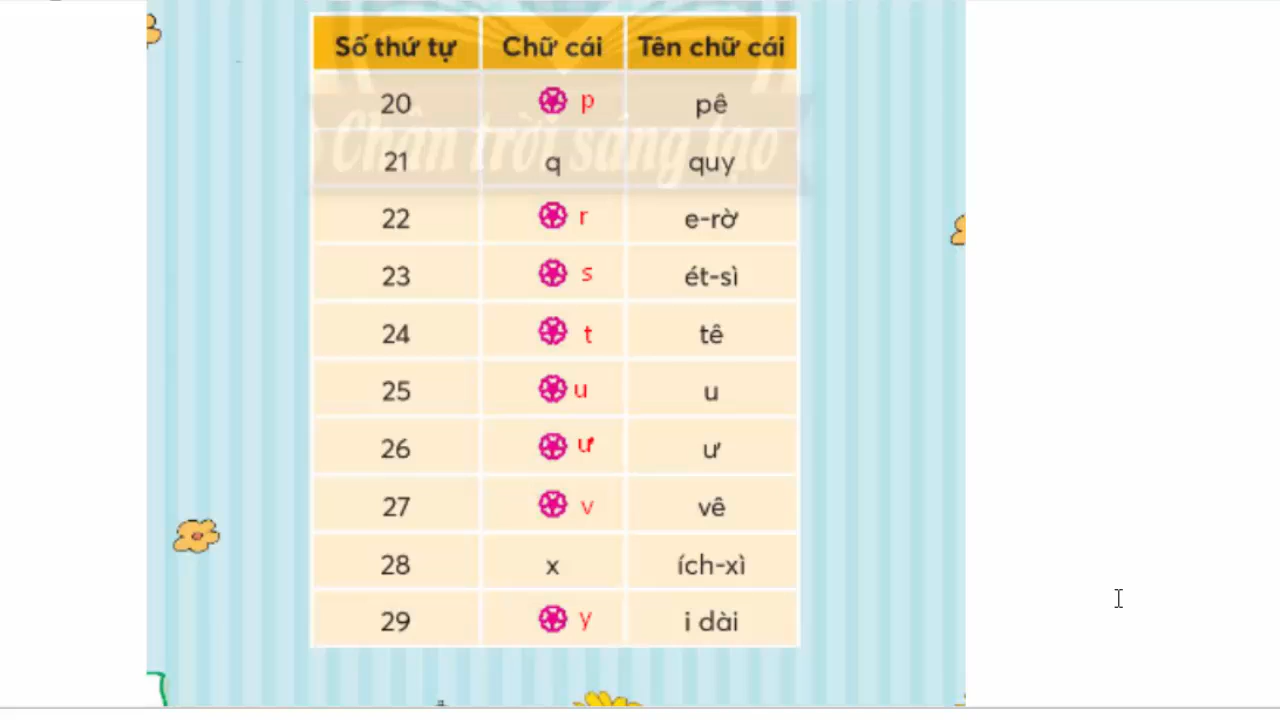 Số thứ tự Chữ cái Tên chữ cái
20 p pê
Chân trời sáng tạo
21 q quy
22 r e-rờ
23 s ét-sì
24 t tê
25 u u
26 ư ư
27 v vê
28 x ích-xì
29 y i dài